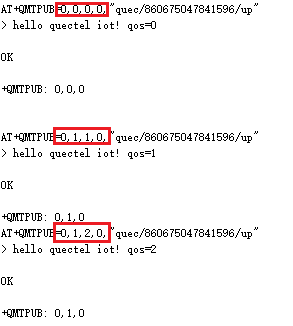 AT+QMTPUB=0,0,0,0,"quec/860675047841596/up"
> hello quectel iot! qos=0
OK
+QMTPUB: 0,0,0
AT+QMTPUB=0,1,1,0,"quec/860675047841596/up"
> hello quectel iot! qos=1
OK
+QMTPUB: 0,1,0
AT+QMTPUB=0,1,2,0,"quec/860675047841596/up"
> hello quectel iot! qos=2
OK
+QMTPUB: 0,1,0